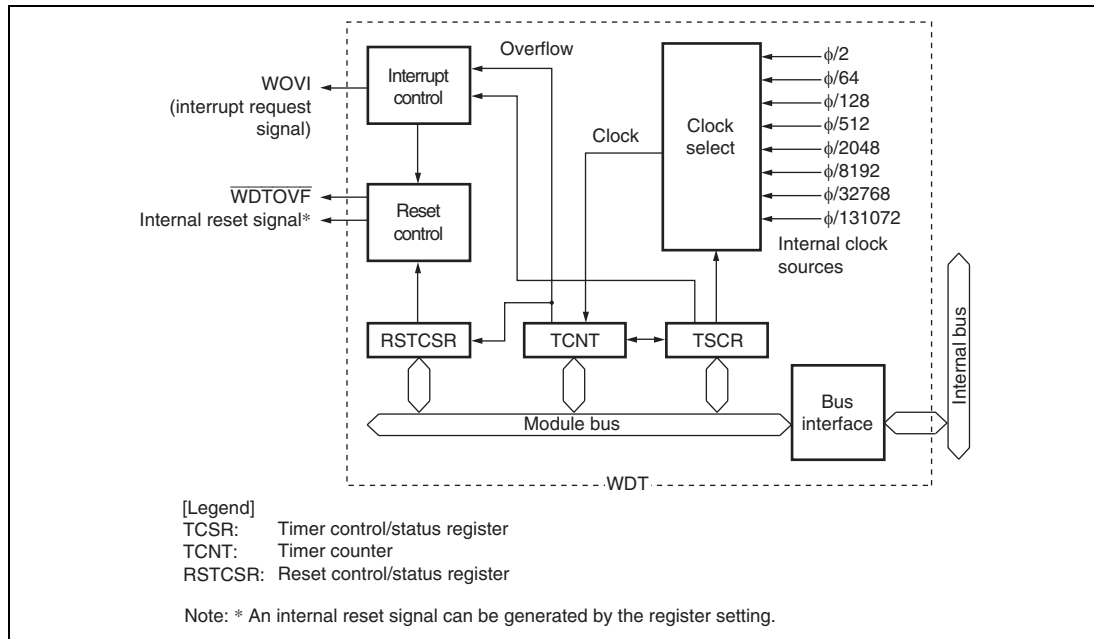 Overflow
Interrupt
control
WOVI
(interrupt request
signal)
Clock
Clock
select
ϕ/2
ϕ/64
ϕ/128
ϕ/512
ϕ/2048
ϕ/8192
ϕ/32768
ϕ/131072
Internal clock
sources
WDTOVF
Internal reset signal*
Reset
control
RSTCSR
TCNT
TSCR
Module bus
Bus
interface
Internal bus
WDT
[Legend]
TCSR: Timer control/status register
TCNT: Timer counter
RSTCSR: Reset control/status register
Note: * An internal reset signal can be generated by the register setting.